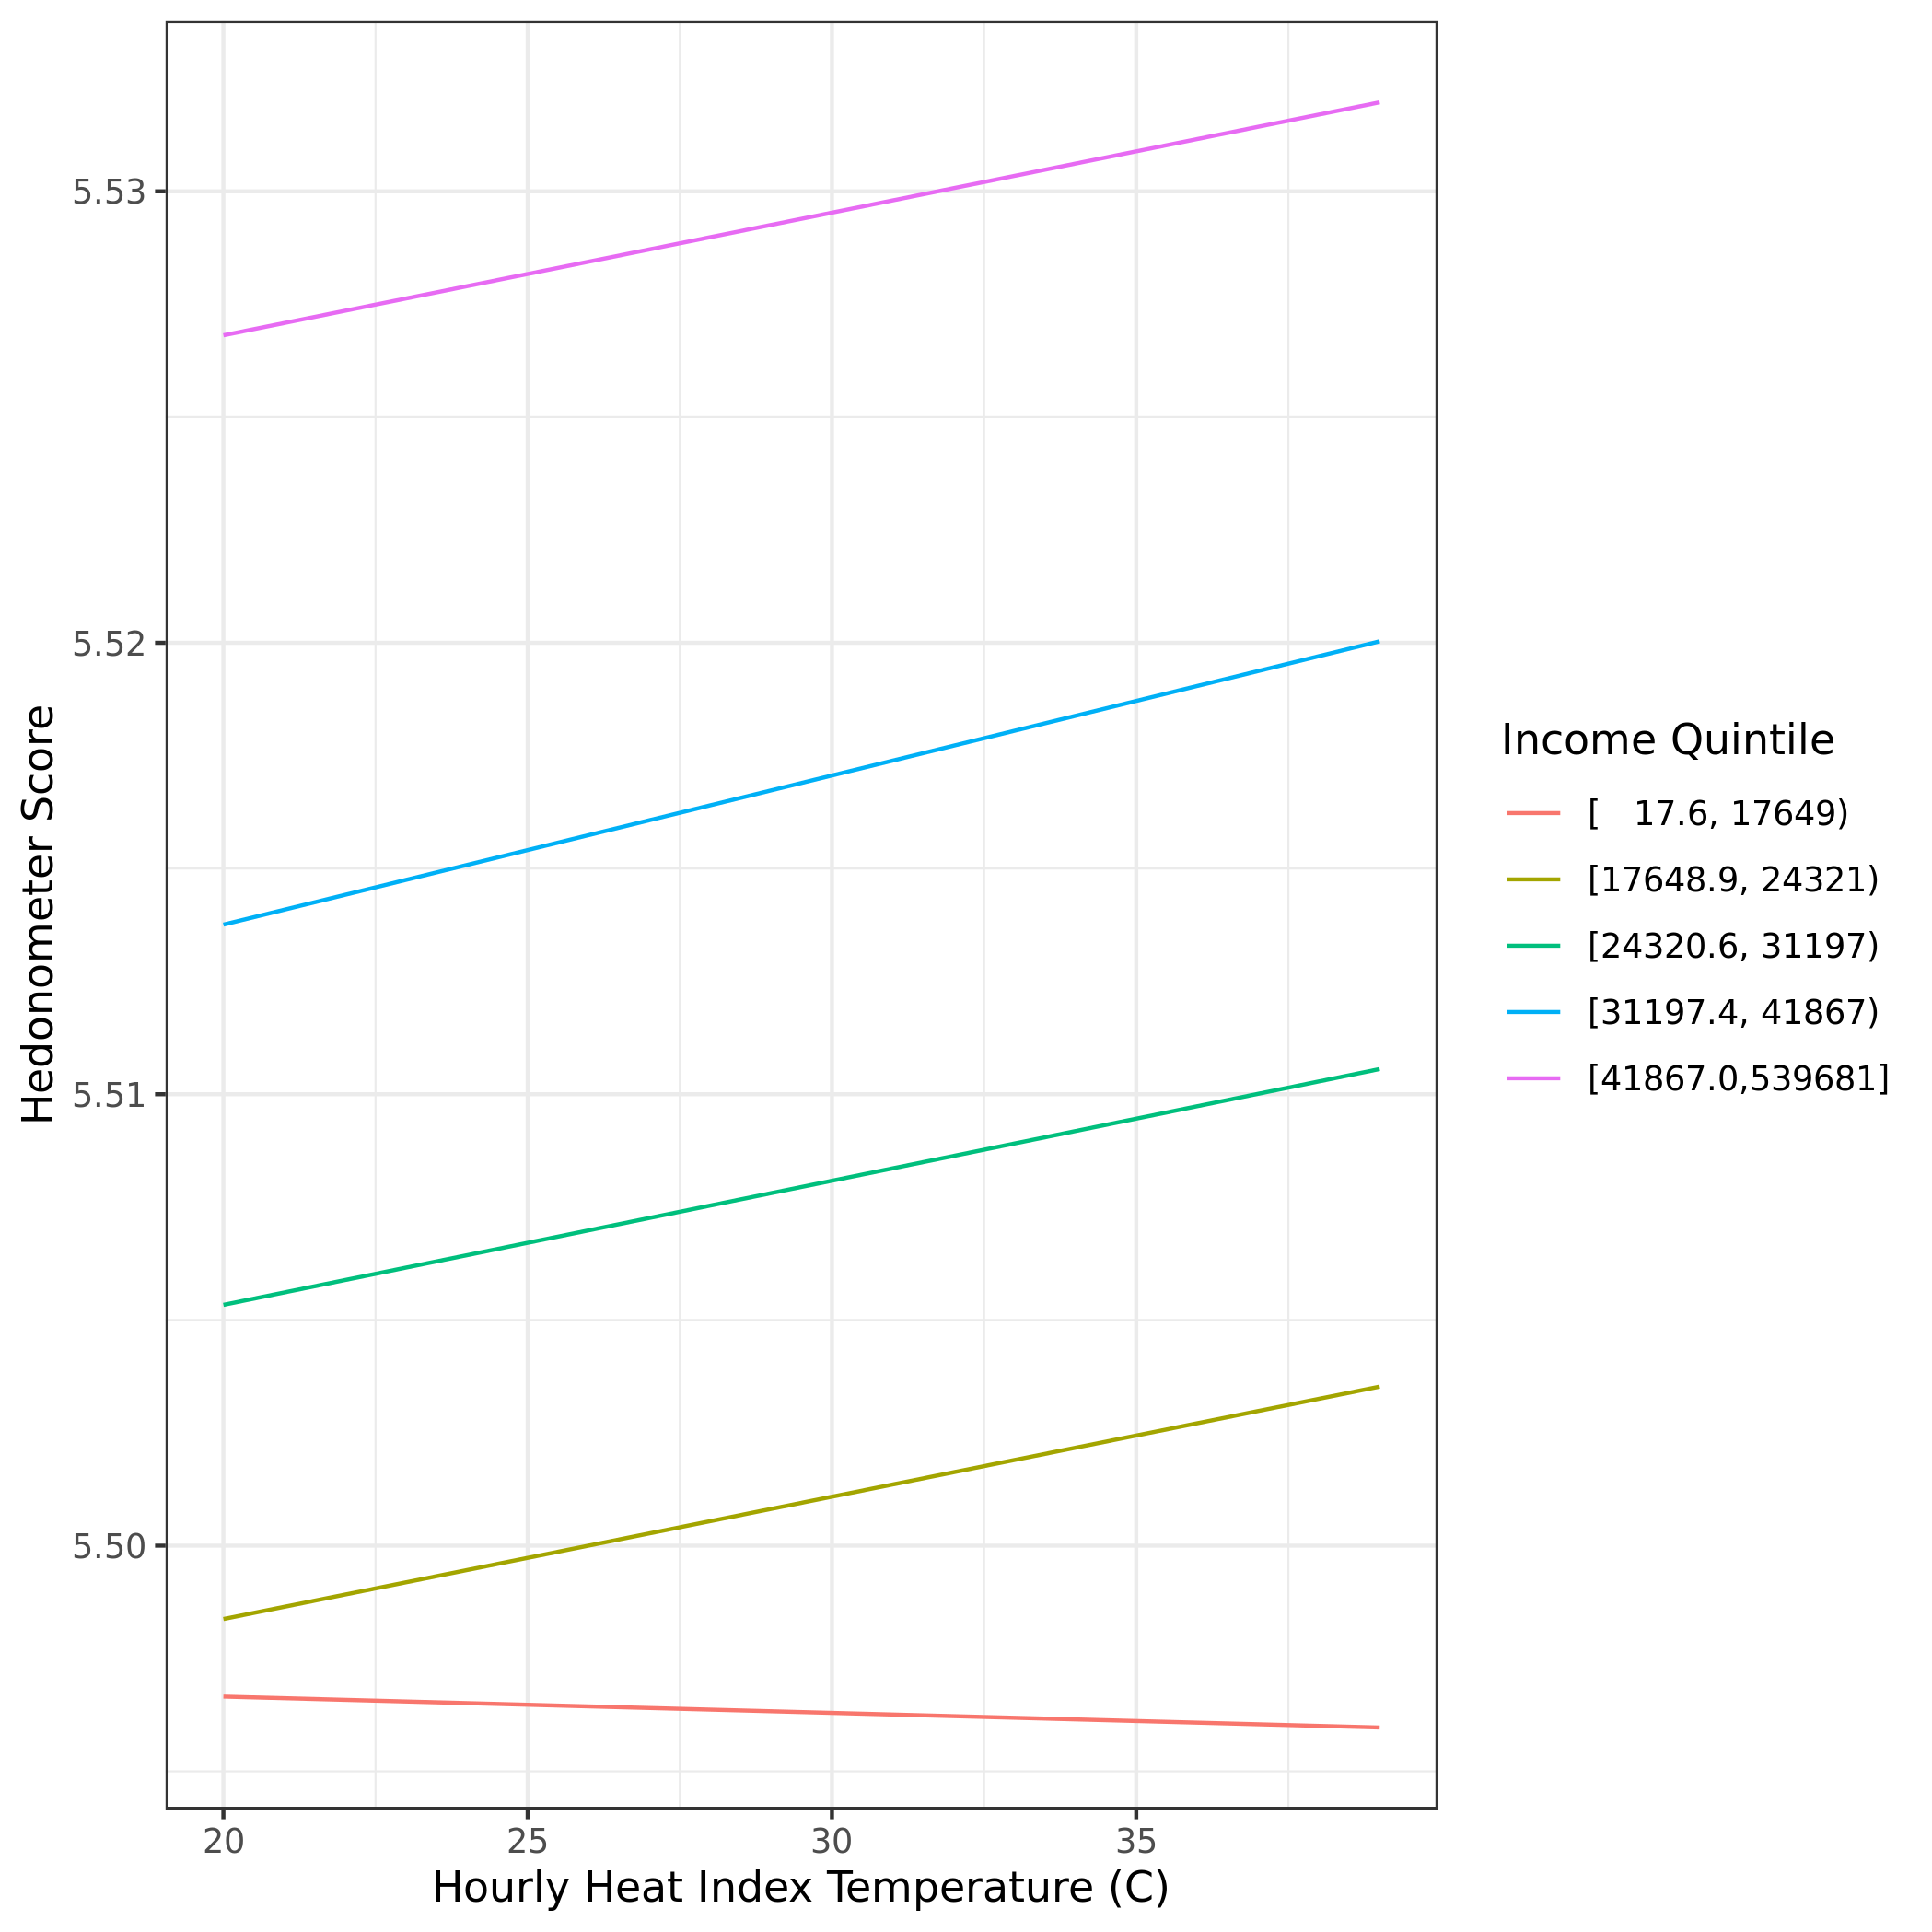 5.53
5.52
5.51
5.50
Hedonometer Score
20 25 30 35
Hourly Heat Index Temperature (C)
Income Quintile
[   17.6, 17649)
[17648.9, 24321)
[24320.6, 31197)
[31197.4, 41867)
[41867.0,539681]